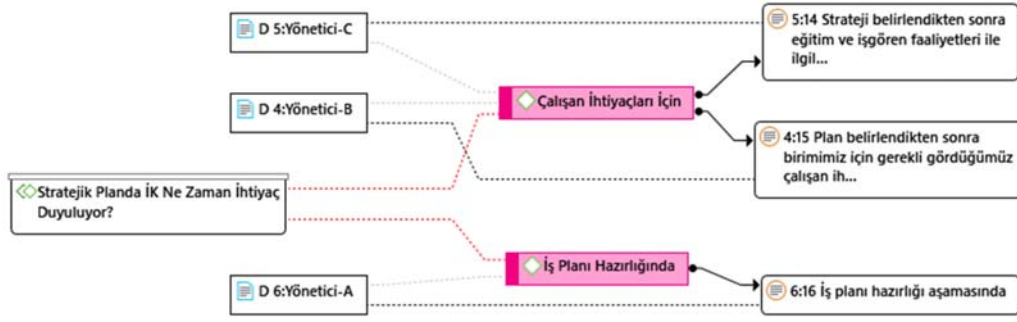 D 5:Yönetici-C
5:14 Strateji belirlendikten sonra
eğitim ve işgören faaliyetleri ile
ilgil...
Çalışan İhtiyaçları İçin
D 4:Yönetici-B
4:15 Plan belirlendikten sonra
birimimiz için gerekli gördüğümüz
çalışan ih...
Stratejik Planda İK Ne Zaman İhtiyaç
Duyuluyor?
İş Planı Hazırlığında
D 6:Yönetici-A
6:16 İş planı hazırlığı aşamasında